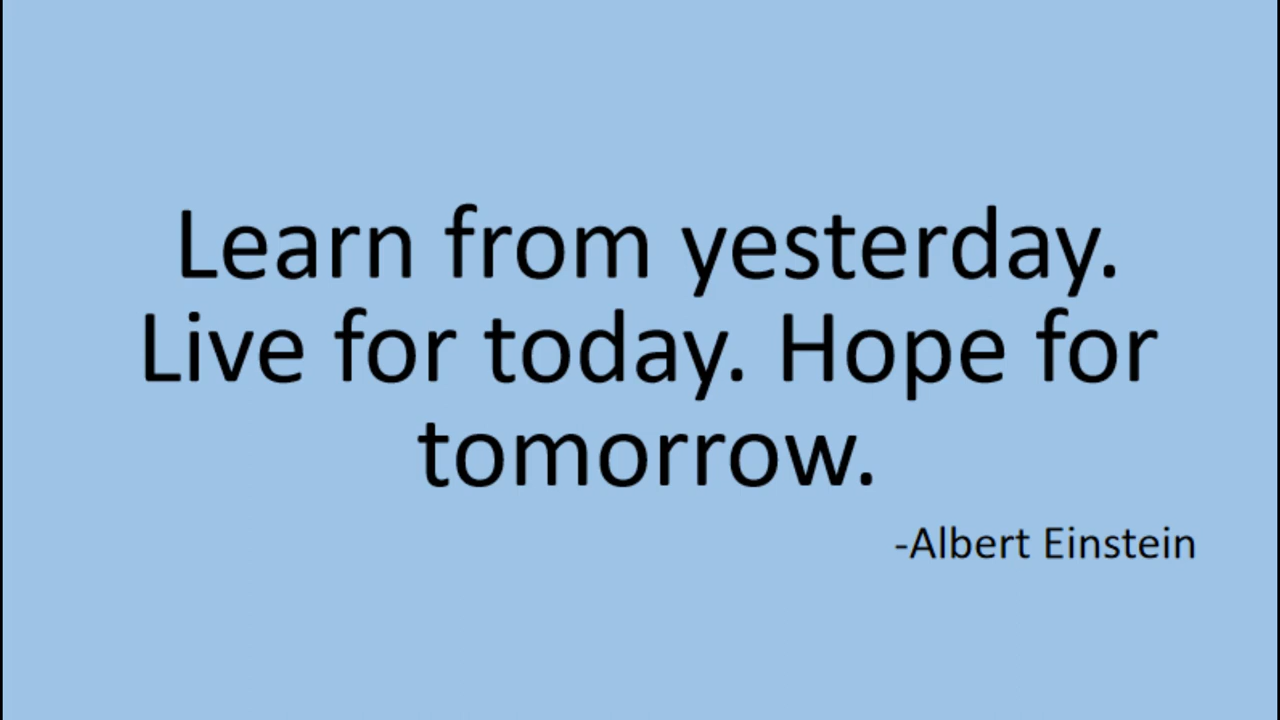 Learn from yesterday.
Live for today. Hope for
tomorrow.
-Albert Einstein